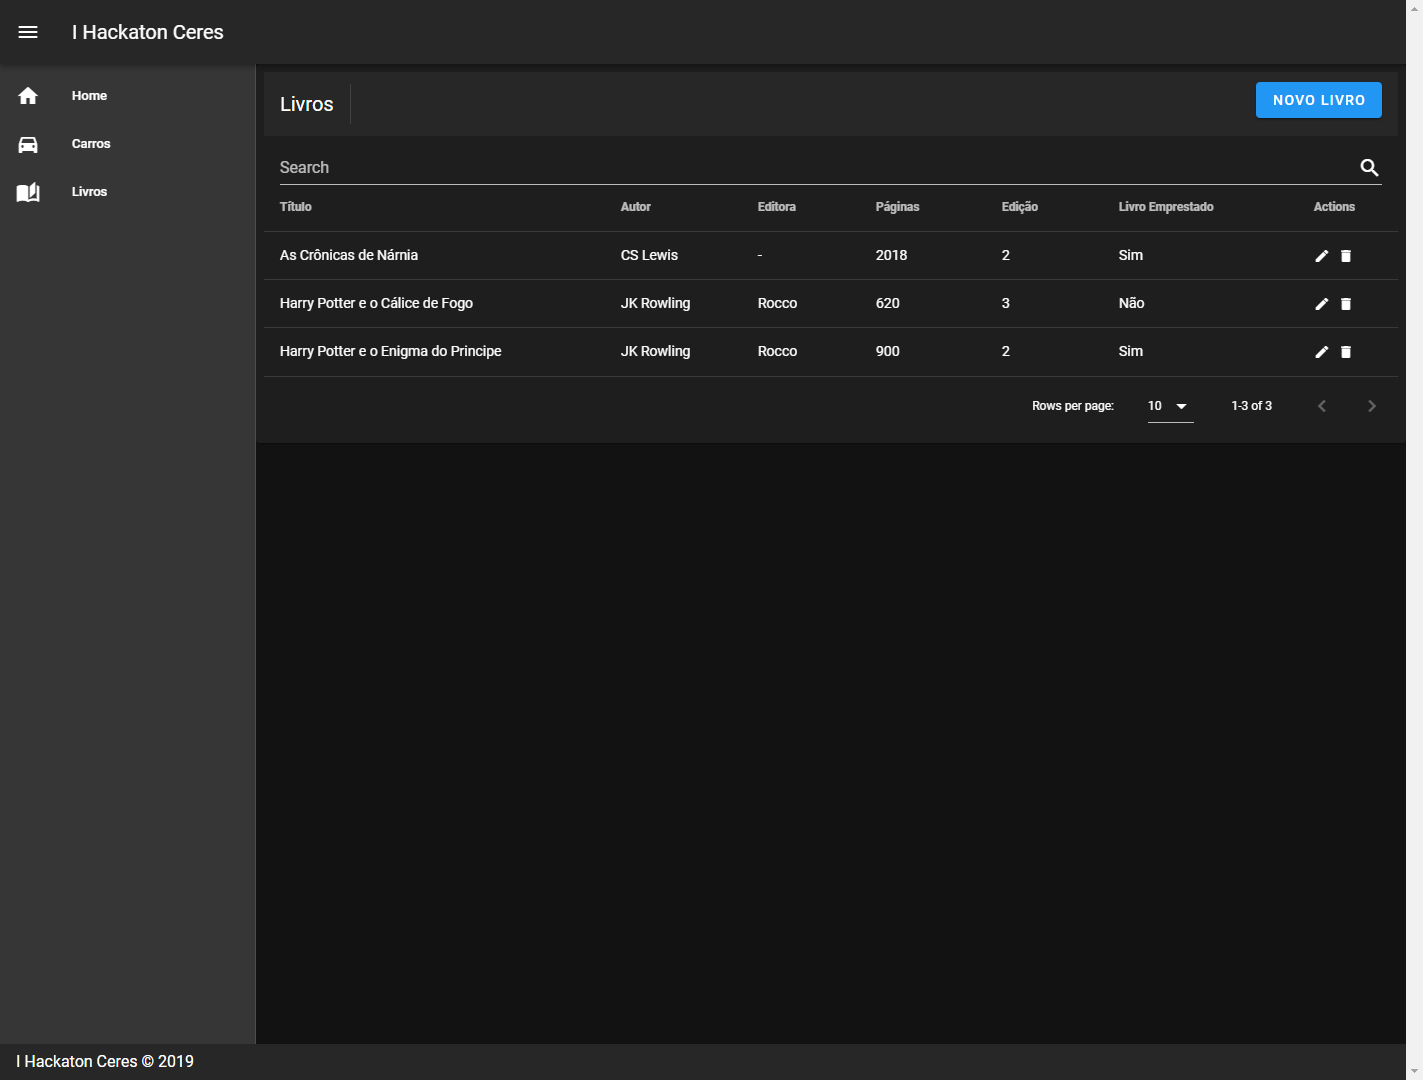 I Hackaton Ceres
Home
Carros
Livros
Livros
NOVO LIVRO
Search
Título Autor Editora Páginas Edição Livro Emprestado Actions
As Crônicas de Nárnia CS Lewis - 2018 2 Sim
Harry Potter e o Cálice de Fogo JK Rowling Rocco 620 3 Não
Harry Potter e o Enigma do Principe JK Rowling Rocco 900 2 Sim
Rows per page: 10 1-3 of 3
I Hackaton Ceres © 2019